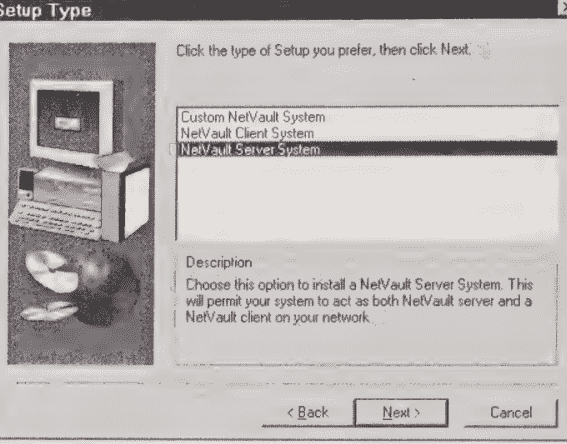 Setup Type
Click the type of Setup you prefer, then click Next.
Custom NetVault System
NetVault Client System
NetVault Server System
Description
Choose this option to install a NetVault Server System. This
will permit your system to act as both NetVault server and a
NetVault client on your network
< Back
Next >
Cancel